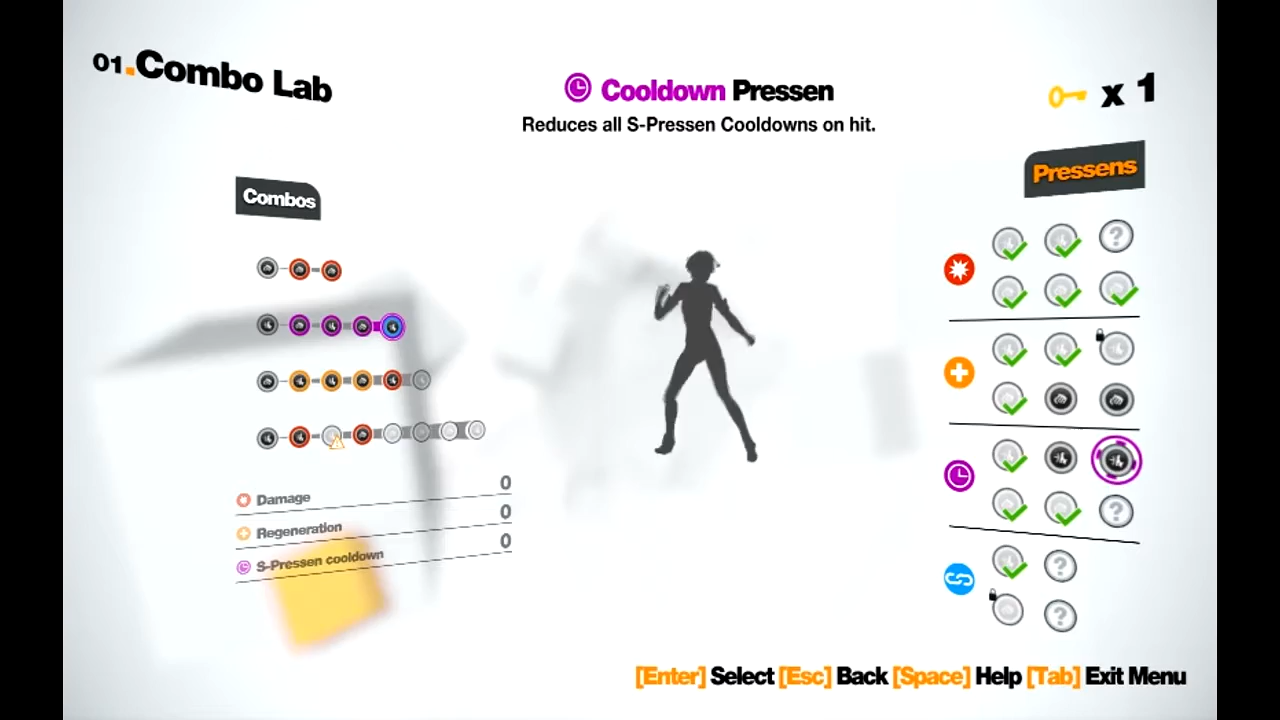 01.Combo Lab
Cooldown Pressen
Reduces all S-Pressen Cooldowns on hit.
x 1
Pressens
Combos
?
?
?
?
Damage 0
Regeneration 0
S-Pressen cooldown 0
[Enter] Select [Esc] Back [Space] Help [Tab] Exit Menu